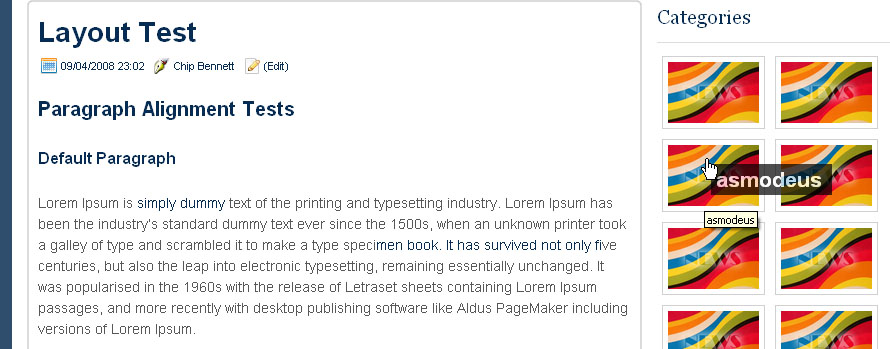 Layout Test
09/04/2008 23:02 Chip Bennett (Edit)
Paragraph Alignment Tests
Default Paragraph
Lorem Ipsum is simply dummy text of the printing and typesetting industry. Lorem Ipsum has
been the industry's standard dummy text ever since the 1500s, when an unknown printer took
a galley of type and scrambled it to make a type specimen book. It has survived not only five
centuries, but also the leap into electronic typesetting, remaining essentially unchanged. It
was popularised in the 1960s with the release of Letraset sheets containing Lorem Ipsum
passages, and more recently with desktop publishing software like Aldus PageMaker including
versions of Lorem Ipsum.
Categories
NEWS NEWS
asmodeus
asmodeus
NEWS NEWS
NEWS NEWS